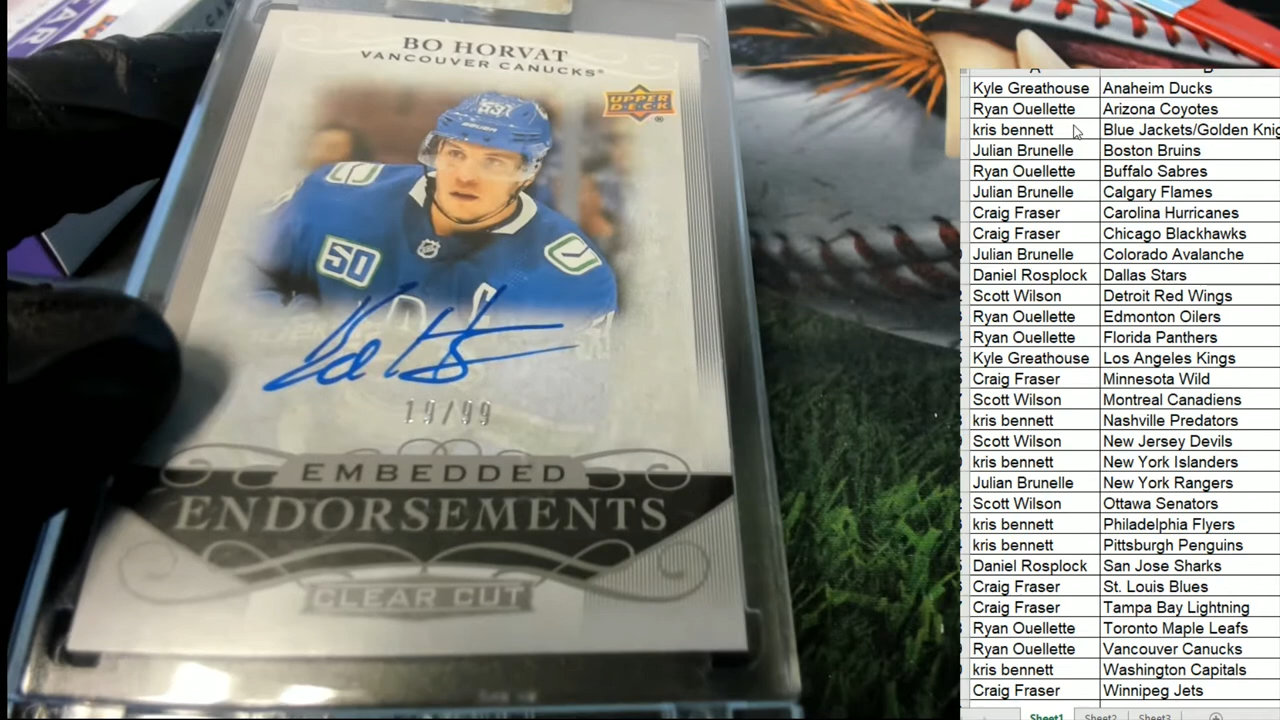 BO HORVAT
VANCOUVER CANUCKS®
UPPER DECK®
50
19/99
EMBEDDED
ENDORSEMENTS
CLEAR CUT
Kyle Greathouse Anaheim Ducks
Ryan Ouellette Arizona Coyotes
kris bennett Blue Jackets/Golden Knig
Julian Brunelle Boston Bruins
Ryan Ouellette Buffalo Sabres
Julian Brunelle Calgary Flames
Craig Fraser Carolina Hurricanes
Craig Fraser Chicago Blackhawks
Julian Brunelle Colorado Avalanche
Daniel Rosplock Dallas Stars
Scott Wilson Detroit Red Wings
Ryan Ouellette Edmonton Oilers
Ryan Ouellette Florida Panthers
Kyle Greathouse Los Angeles Kings
Craig Fraser Minnesota Wild
Scott Wilson Montreal Canadiens
kris bennett Nashville Predators
Scott Wilson New Jersey Devils
kris bennett New York Islanders
Julian Brunelle New York Rangers
Scott Wilson Ottawa Senators
kris bennett Philadelphia Flyers
kris bennett Pittsburgh Penguins
Daniel Rosplock San Jose Sharks
Craig Fraser St. Louis Blues
Craig Fraser Tampa Bay Lightning
Ryan Ouellette Toronto Maple Leafs
Ryan Ouellette Vancouver Canucks
kris bennett Washington Capitals
Craig Fraser Winnipeg Jets
Sheet1 Sheet2 Sheet3